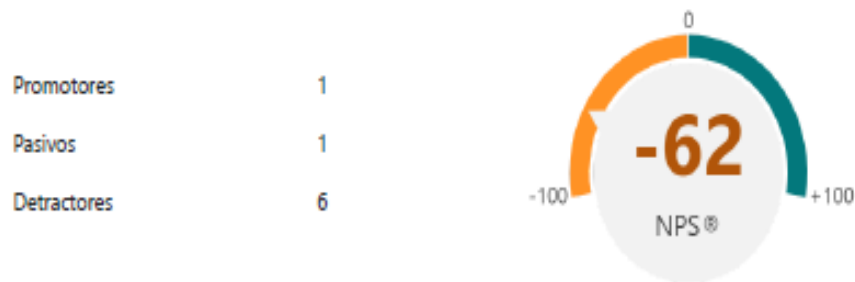 Promotores 1
Pasivos 1
Detractores 6
0
-62
-100
+100
NPS®